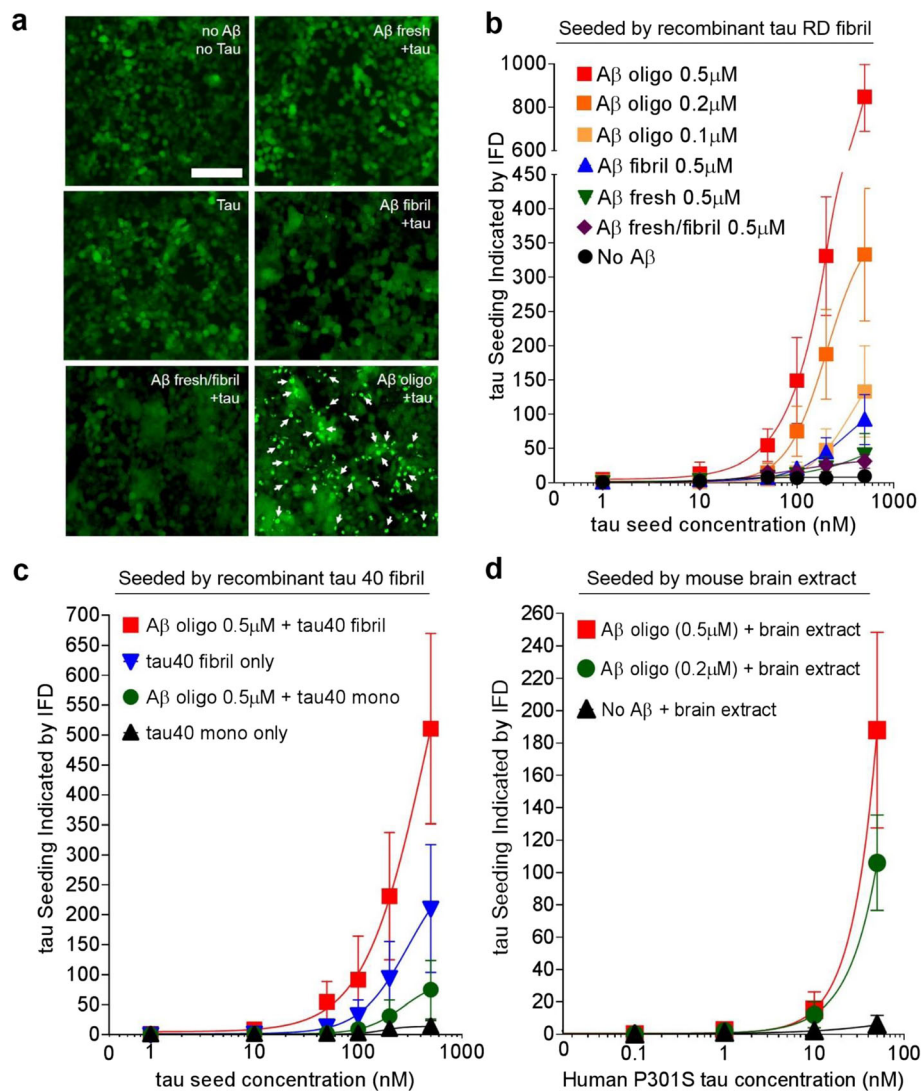 a
no Aβ
no Tau
Aβ fresh
+tau
Tau
Aβ fibril
+tau
Aβ fresh/fibril
+tau
Aβ oligo
+tau
b
Seeded by recombinant tau RD fibril
Aβ oligo 0.5μM
Aβ oligo 0.2μM
Aβ oligo 0.1μM
Aβ fibril 0.5μM
Aβ fresh 0.5μM
Aβ fresh/fibril 0.5μM
No Aβ
tau Seeding Indicated by IFD
1000
800
600
450
400
350
300
250
200
150
100
50
0
0 1 10 100 1000
tau seed concentration (nM)
c
Seeded by recombinant tau 40 fibril
Aβ oligo 0.5μM + tau40 fibril
tau40 fibril only
Aβ oligo 0.5μM + tau40 mono
tau40 mono only
tau Seeding Indicated by IFD
700
650
600
550
500
450
400
350
300
250
200
150
100
50
0
0 1 10 100 1000
tau seed concentration (nM)
d
Seeded by mouse brain extract
Aβ oligo (0.5μM) + brain extract
Aβ oligo (0.2μM) + brain extract
No Aβ + brain extract
tau Seeding Indicated by IFD
260
240
220
200
180
160
140
120
100
80
60
40
20
0
0 0.1 1 10 100
Human P301S tau concentration (nM)